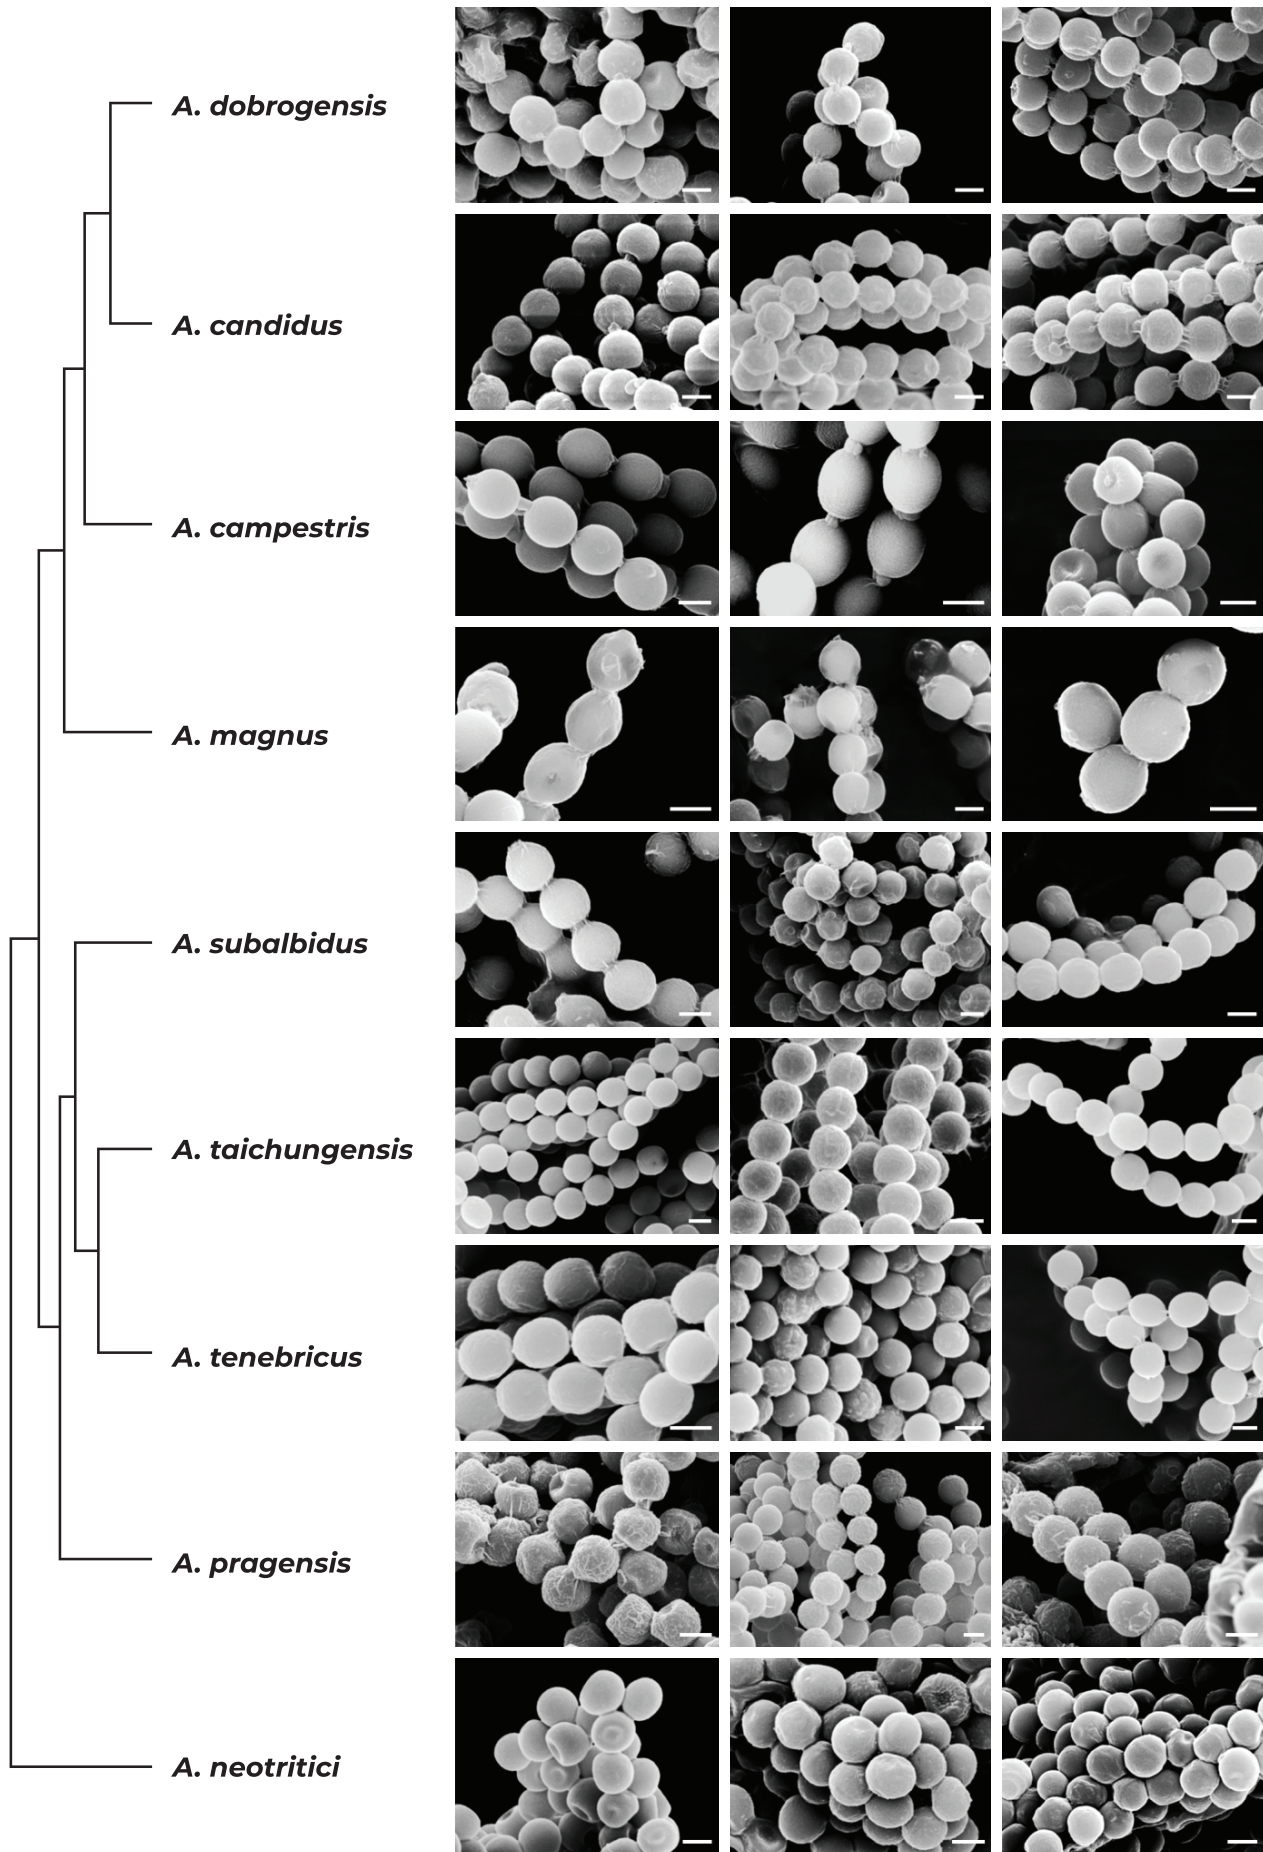 A. dobrogensis
A. candidus
A. campestris
A. magnus
A. subalbidus
A. taichungensis
A. tenebricus
A. pragensis
A. neotritici